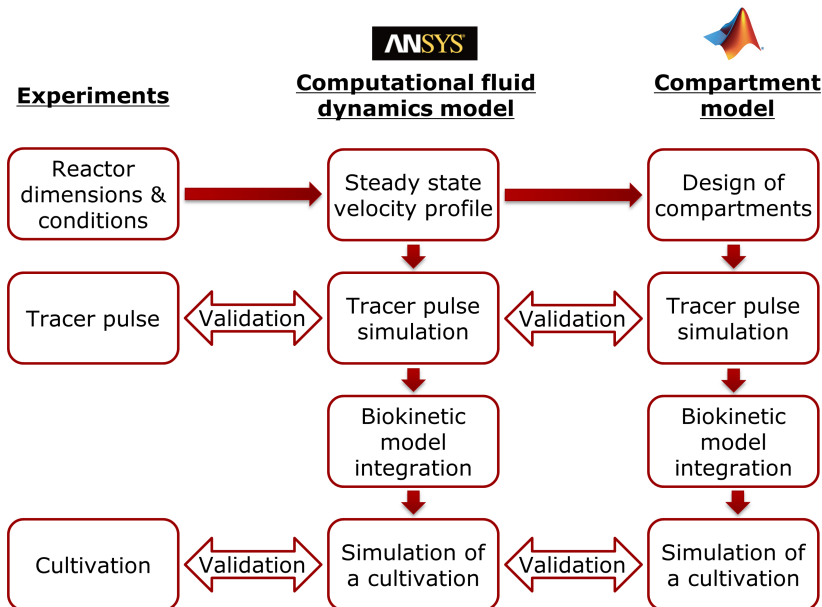 ANSYS
Experiments
Computational fluid
dynamics model
Compartment
model
Reactor
dimensions &
conditions
Steady state
velocity profile
Design of
compartments
Tracer pulse
Validation
Tracer pulse
simulation
Validation
Tracer pulse
simulation
Biokinetic
model
integration
Biokinetic
model
integration
Cultivation
Validation
Simulation of
a cultivation
Validation
Simulation of
a cultivation